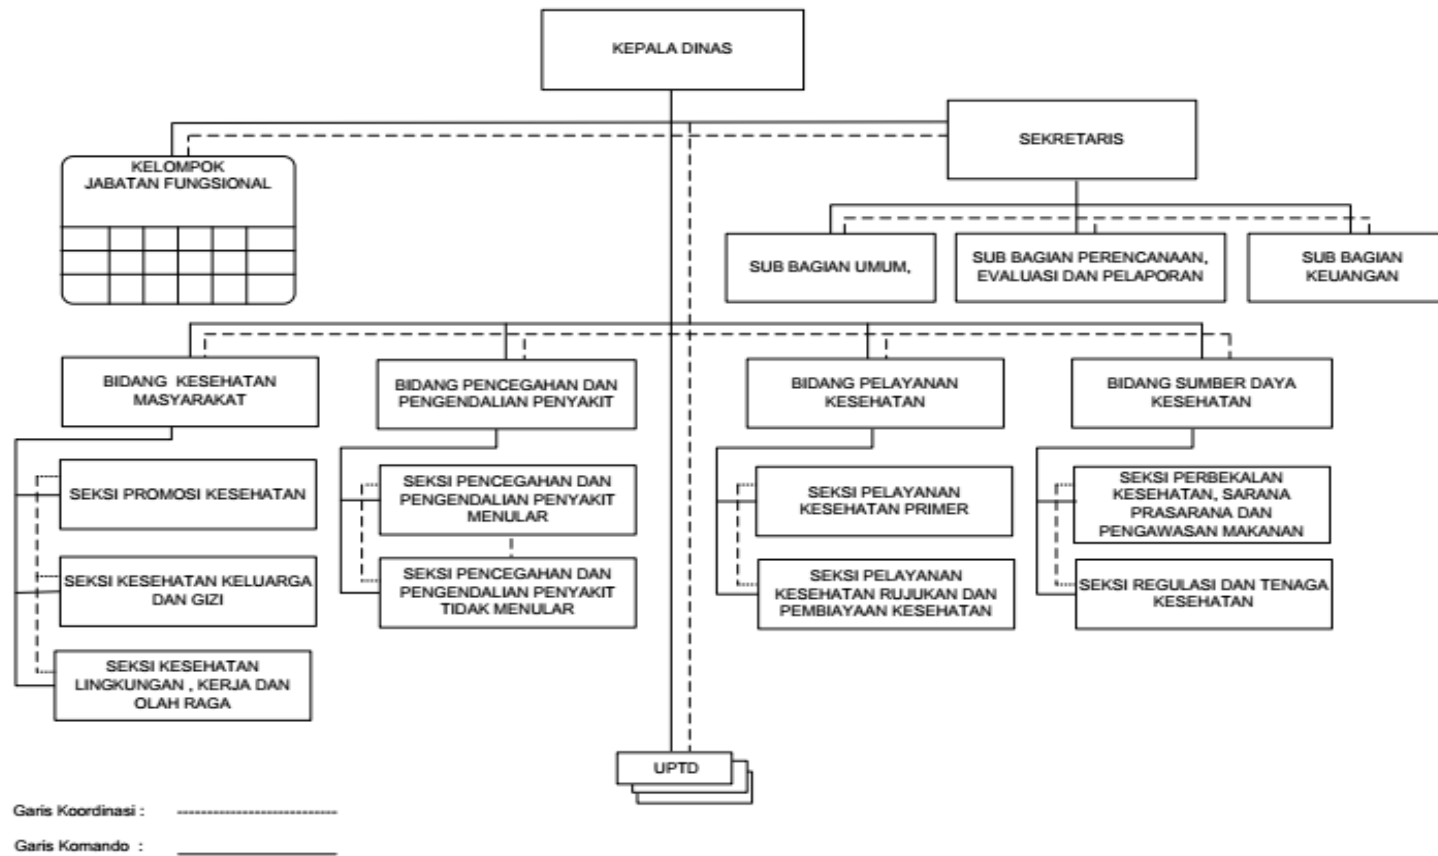 KEPALA DINAS
SEKRETARIS
KELOMPOK
JABATAN FUNGSIONAL
SUB BAGIAN UMUM,
SUB BAGIAN PERENCANAAN,
EVALUASI DAN PELAPORAN
SUB BAGIAN
KEUANGAN
BIDANG KESEHATAN
MASYARAKAT
BIDANG PENCEGAHAN DAN
PENGENDALIAN PENYAKIT
BIDANG PELAYANAN
KESEHATAN
BIDANG SUMBER DAYA
KESEHATAN
SEKSI PROMOSI KESEHATAN
SEKSI PENCEGAHAN DAN
PENGENDALIAN PENYAKIT
MENULAR
SEKSI PELAYANAN
KESEHATAN PRIMER
SEKSI PERBEKALAN
KESEHATAN, SARANA
PRASARANA DAN
PENGAWASAN MAKANAN
SEKSI KESEHATAN KELUARGA
DAN GIZI
SEKSI PENCEGAHAN DAN
PENGENDALIAN PENYAKIT
TIDAK MENULAR
SEKSI PELAYANAN
KESEHATAN RUJUKAN DAN
PEMBIAYAAN KESEHATAN
SEKSI REGULASI DAN TENAGA
KESEHATAN
SEKSI KESEHATAN
LINGKUNGAN , KERJA DAN
OLAH RAGA
UPTD
Garis Koordinasi :
Garis Komando :